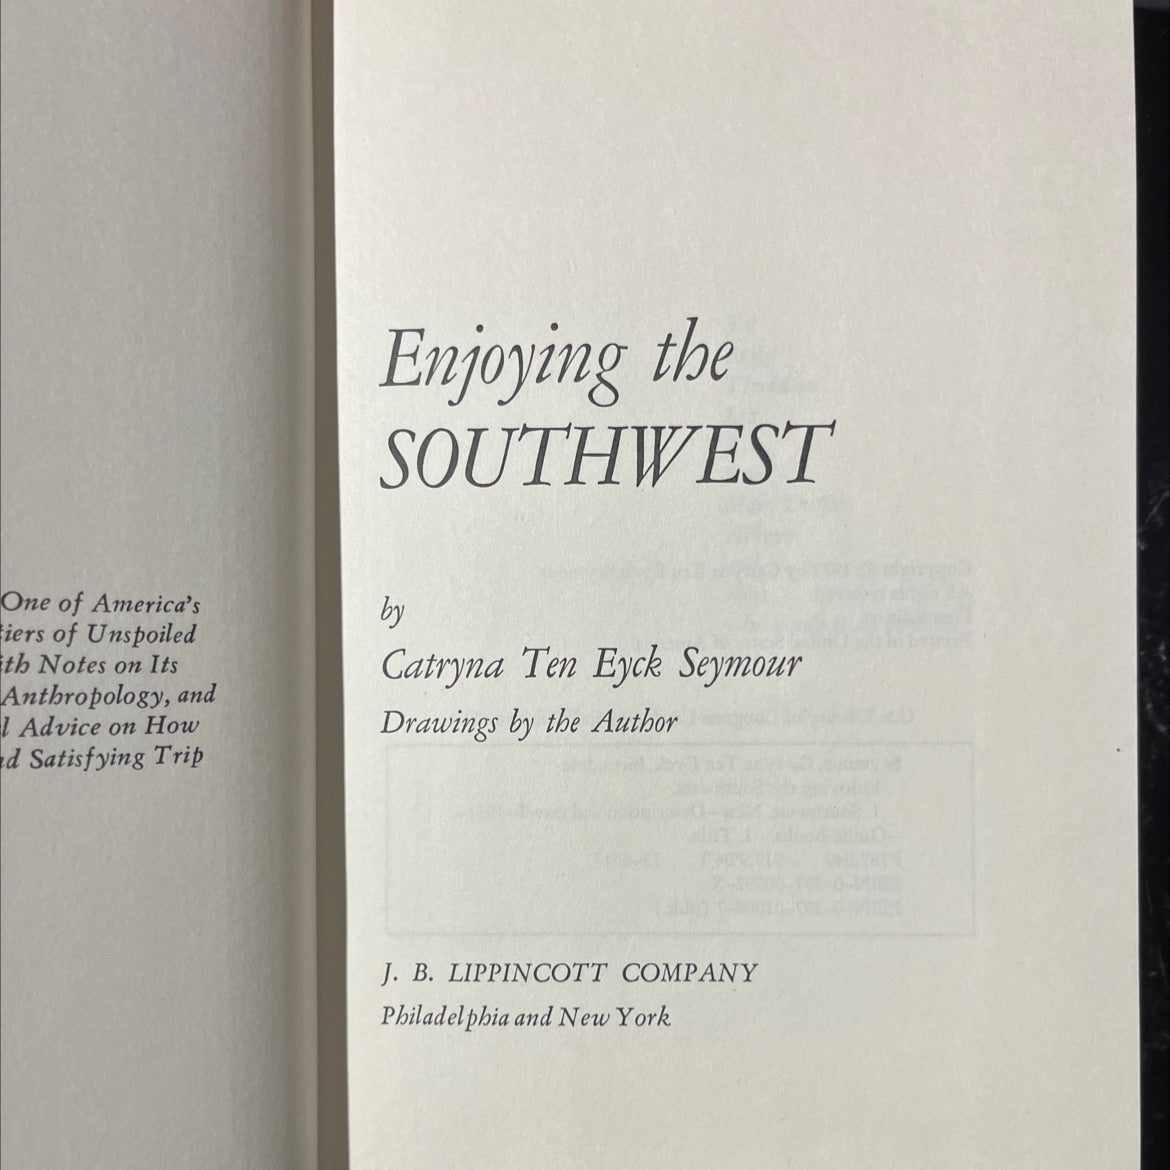 One of America's
iers of Unspoiled
ith Notes on Its
Anthropology, and
l Advice on How
d Satisfying Trip
Enjoying the
SOUTHWEST
by
Catryna Ten Eyck Seymour
Drawings by the Author
J. B. LIPPINCOTT COMPANY
Philadelphia and New York